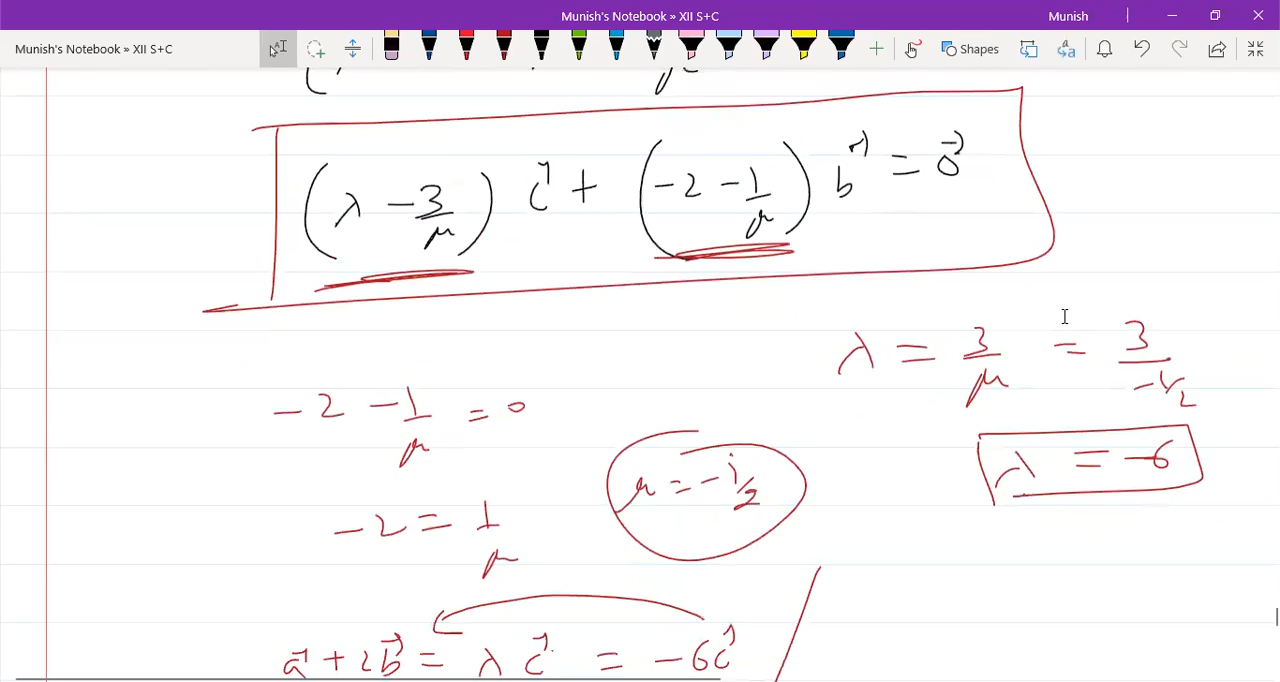 Munish's Notebook » XII S+C
Munish
Munish's Notebook » XII S+C
Shapes
(λ - 3/μ) c⃗ + (-2 - 1/μ) b⃗ = 0⃗
λ = 3/μ = 3/(-1/2)
-2 - 1/μ = 0
μ = -1/2
λ = -6
-2 = 1/μ
a⃗ + 2b⃗ = λ c⃗ = -6c⃗